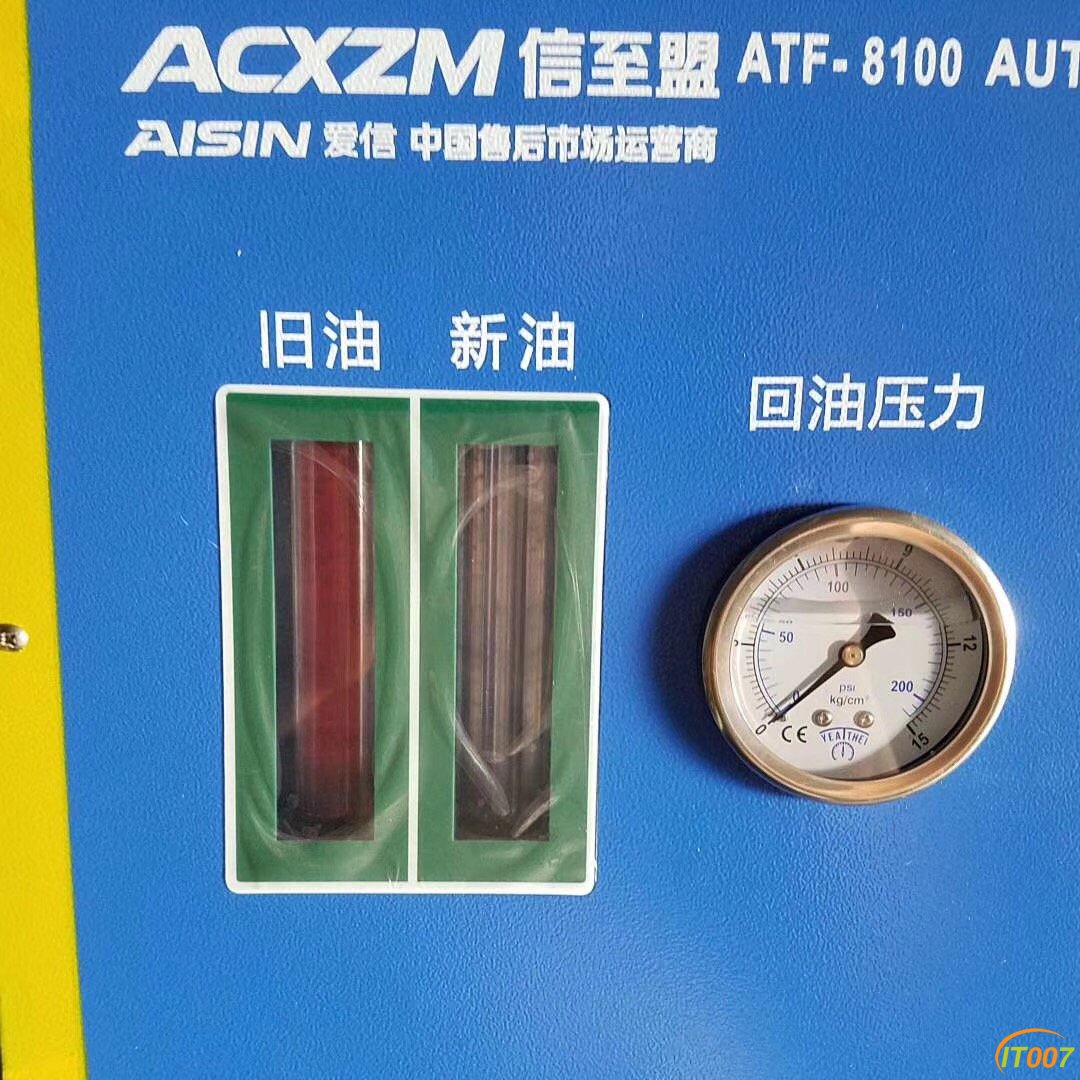 ACXZM 信至盟 ATF-8100 AUT
AISIN 爱信 中国售后市场运营商
旧油 新油
回油压力
9
100
150
50
12
psi
200
kg/cm²
0
0
CE
YEATHEI
15
IT007